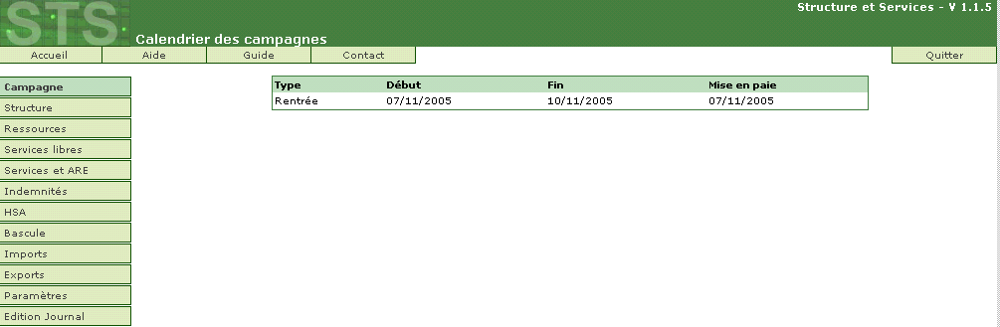 STS
Structure et Services - V 1.1.5
Calendrier des campagnes
Accueil Aide Guide Contact Quitter
Campagne
Structure
Ressources
Services libres
Services et ARE
Indemnités
HSA
Bascule
Imports
Exports
Paramètres
Edition Journal
Type Début Fin Mise en paie
Rentrée 07/11/2005 10/11/2005 07/11/2005